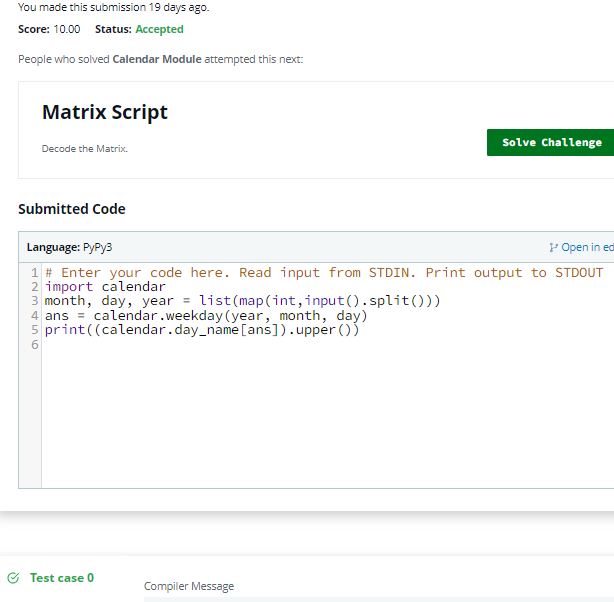 You made this submission 19 days ago.
Score: 10.00 Status: Accepted
People who solved Calendar Module attempted this next:
Matrix Script
Decode the Matrix.
Solve Challenge
Submitted Code
Language: PyPy3
Open in ed
1 # Enter your code here. Read input from STDIN. Print output to STDOUT
2 import calendar
3 month, day, year = list(map(int,input().split()))
4 ans = calendar.weekday(year, month, day)
5 print((calendar.day_name[ans]).upper())
6
Test case 0
Compiler Message